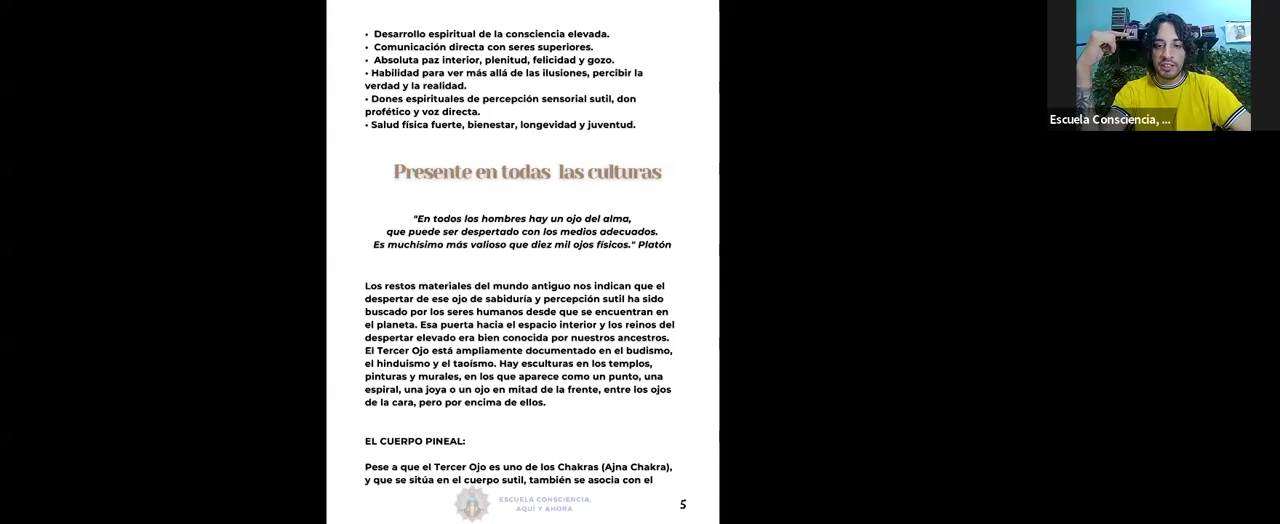 • Desarrollo espiritual de la consciencia elevada.
• Comunicación directa con seres superiores.
• Absoluta paz interior, plenitud, felicidad y gozo.
• Habilidad para ver más allá de las ilusiones, percibir la
verdad y la realidad.
• Dones espirituales de percepción sensorial sutil, don
profético y voz directa.
• Salud física fuerte, bienestar, longevidad y juventud.
Presente en todas las culturas
"En todos los hombres hay un ojo del alma,
que puede ser despertado con los medios adecuados.
Es muchísimo más valioso que diez mil ojos físicos." Platón
Los restos materiales del mundo antiguo nos indican que el
despertar de ese ojo de sabiduría y percepción sutil ha sido
buscado por los seres humanos desde que se encuentran en
el planeta. Esa puerta hacia el espacio interior y los reinos del
despertar elevado era bien conocida por nuestros ancestros.
El Tercer Ojo está ampliamente documentado en el budismo,
el hinduismo y el taoísmo. Hay esculturas en los templos,
pinturas y murales, en los que aparece como un punto, una
espiral, una joya o un ojo en mitad de la frente, entre los ojos
de la cara, pero por encima de ellos.
EL CUERPO PINEAL:
Pese a que el Tercer Ojo es uno de los Chakras (Ajna Chakra),
y que se sitúa en el cuerpo sutil, también se asocia con el
ESCUELA CONSCIENCIA,
AQUÍ Y AHORA
5
Escuela Consciencia, ...